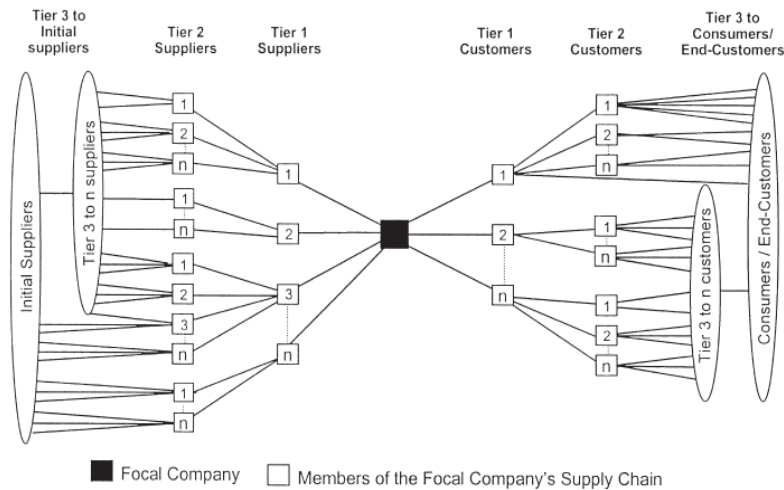 Tier 3 to
Initial
suppliers
Tier 2
Suppliers
Tier 1
Suppliers
Tier 1
Customers
Tier 2
Customers
Tier 3 to
Consumers/
End-Customers
Initial Suppliers
Tier 3 to n suppliers
1
2
n
1
n
1
2
3
n
1
n
1
2
3
n
1
2
n
1
2
n
1
n
1
2
n
Tier 3 to n customers
Consumers / End-Customers
Focal Company
Members of the Focal Company's Supply Chain